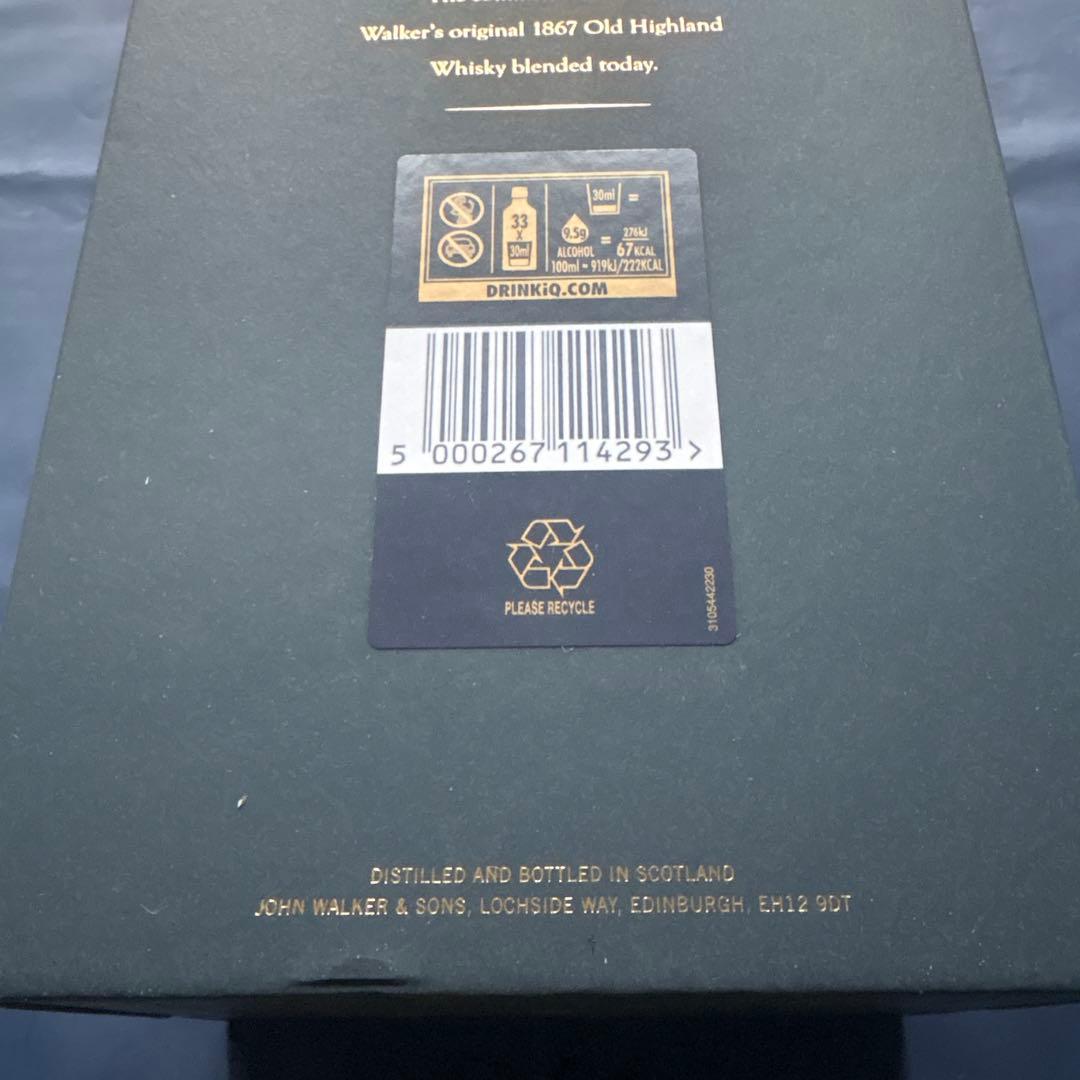 Walker's original 1867 Old Highland
Whisky blended today.
33
x
30ml
30ml =
9.5g
ALCOHOL = 276kJ
67KCAL
100ml = 919kJ/222KCAL
DRINKiQ.COM
5 000267 114293 >
PLEASE RECYCLE
3105442230
DISTILLED AND BOTTLED IN SCOTLAND
JOHN WALKER & SONS, LOCHSIDE WAY, EDINBURGH, EH12 9DT